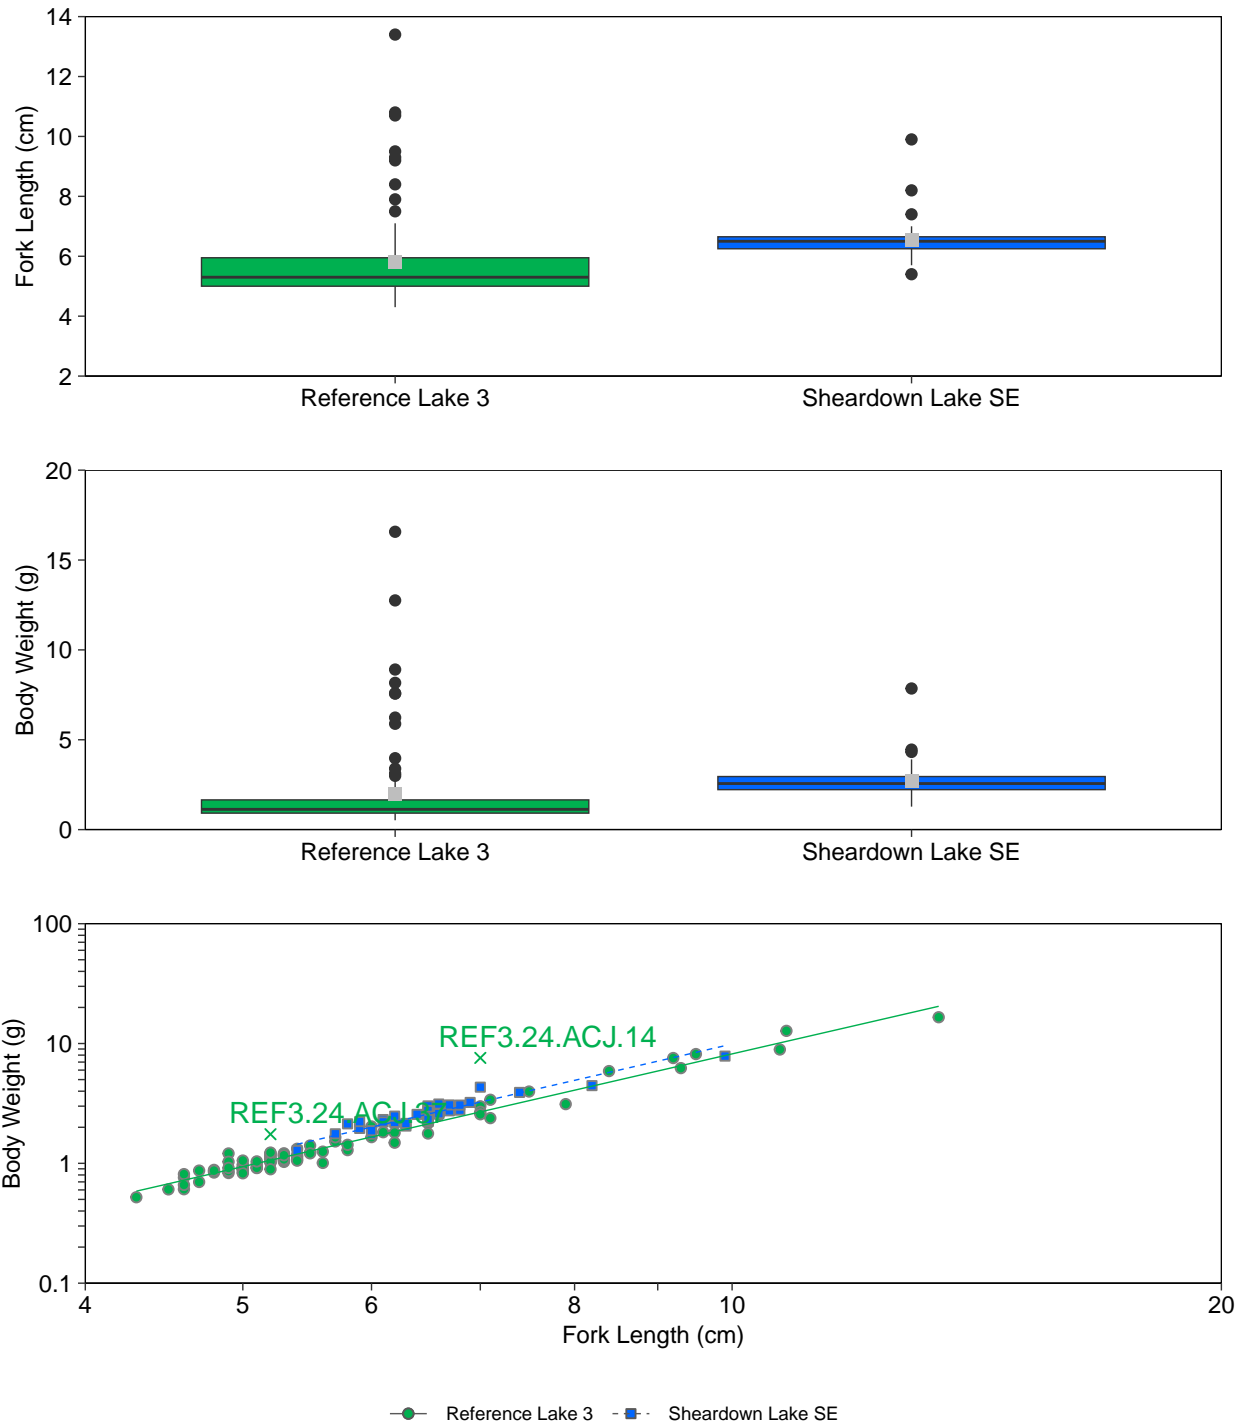 14
12
10
8
6
4
2
Fork Length (cm)
Reference Lake 3 Sheardown Lake SE
20
15
10
5
0
Body Weight (g)
Reference Lake 3 Sheardown Lake SE
100
10
1
0.1
Body Weight (g)
REF3.24.ACJ.14
4 5 6 8 10 20
Fork Length (cm)
Reference Lake 3 Sheardown Lake SE